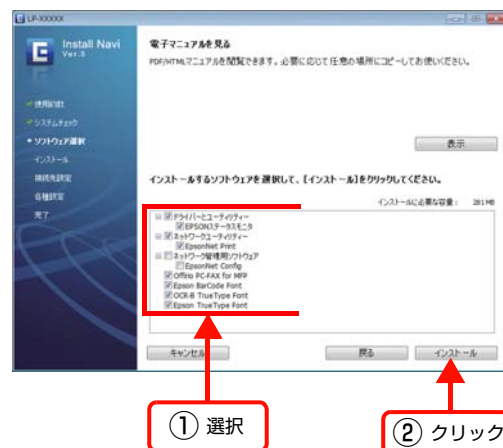 LP-XXXXX
Install Navi
Ver.8
電子マニュアルを見る
PDF/HTMLマニュアルを閲覧できます。必要に応じて任意の場所にコピーしてお使いください。
使用許諾
システムチェック
ソフトウェア選択
インストール
接続先設定
各種設定
完了
表示
インストールするソフトウェアを選択して、[インストール]をクリックしてください。
インストールに必要な容量: 281MB
ドライバーとユーティリティー
EPSONステータスモニタ
ネットワークユーティリティー
EpsonNet Print
ネットワーク管理用ソフトウェア
EpsonNet Config
Offirio PC-FAX for MFP
Epson BarCode Font
OCR-B TrueType Font
Epson TrueType Font
キャンセル
戻る
インストール
① 選択
② クリック